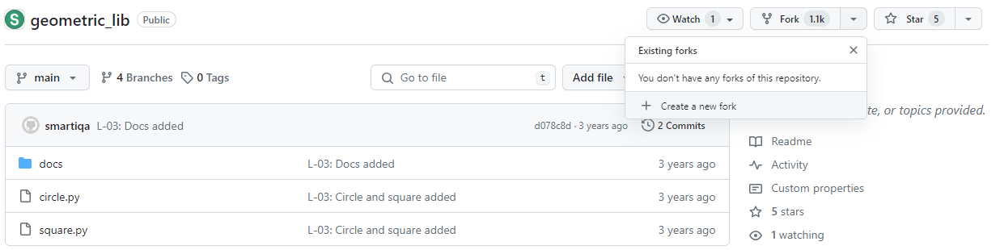 S geometric_lib Public Watch 1 Fork 1.1k Star 5
Existing forks
You don't have any forks of this repository.
Create a new fork
main 4 Branches 0 Tags Go to file t Add file
, or topics provided.
smartiqa L-03: Docs added d078c8d · 3 years ago 2 Commits
docs L-03: Docs added 3 years ago
circle.py L-03: Circle and square added 3 years ago
square.py L-03: Circle and square added 3 years ago
Readme
Activity
Custom properties
5 stars
1 watching